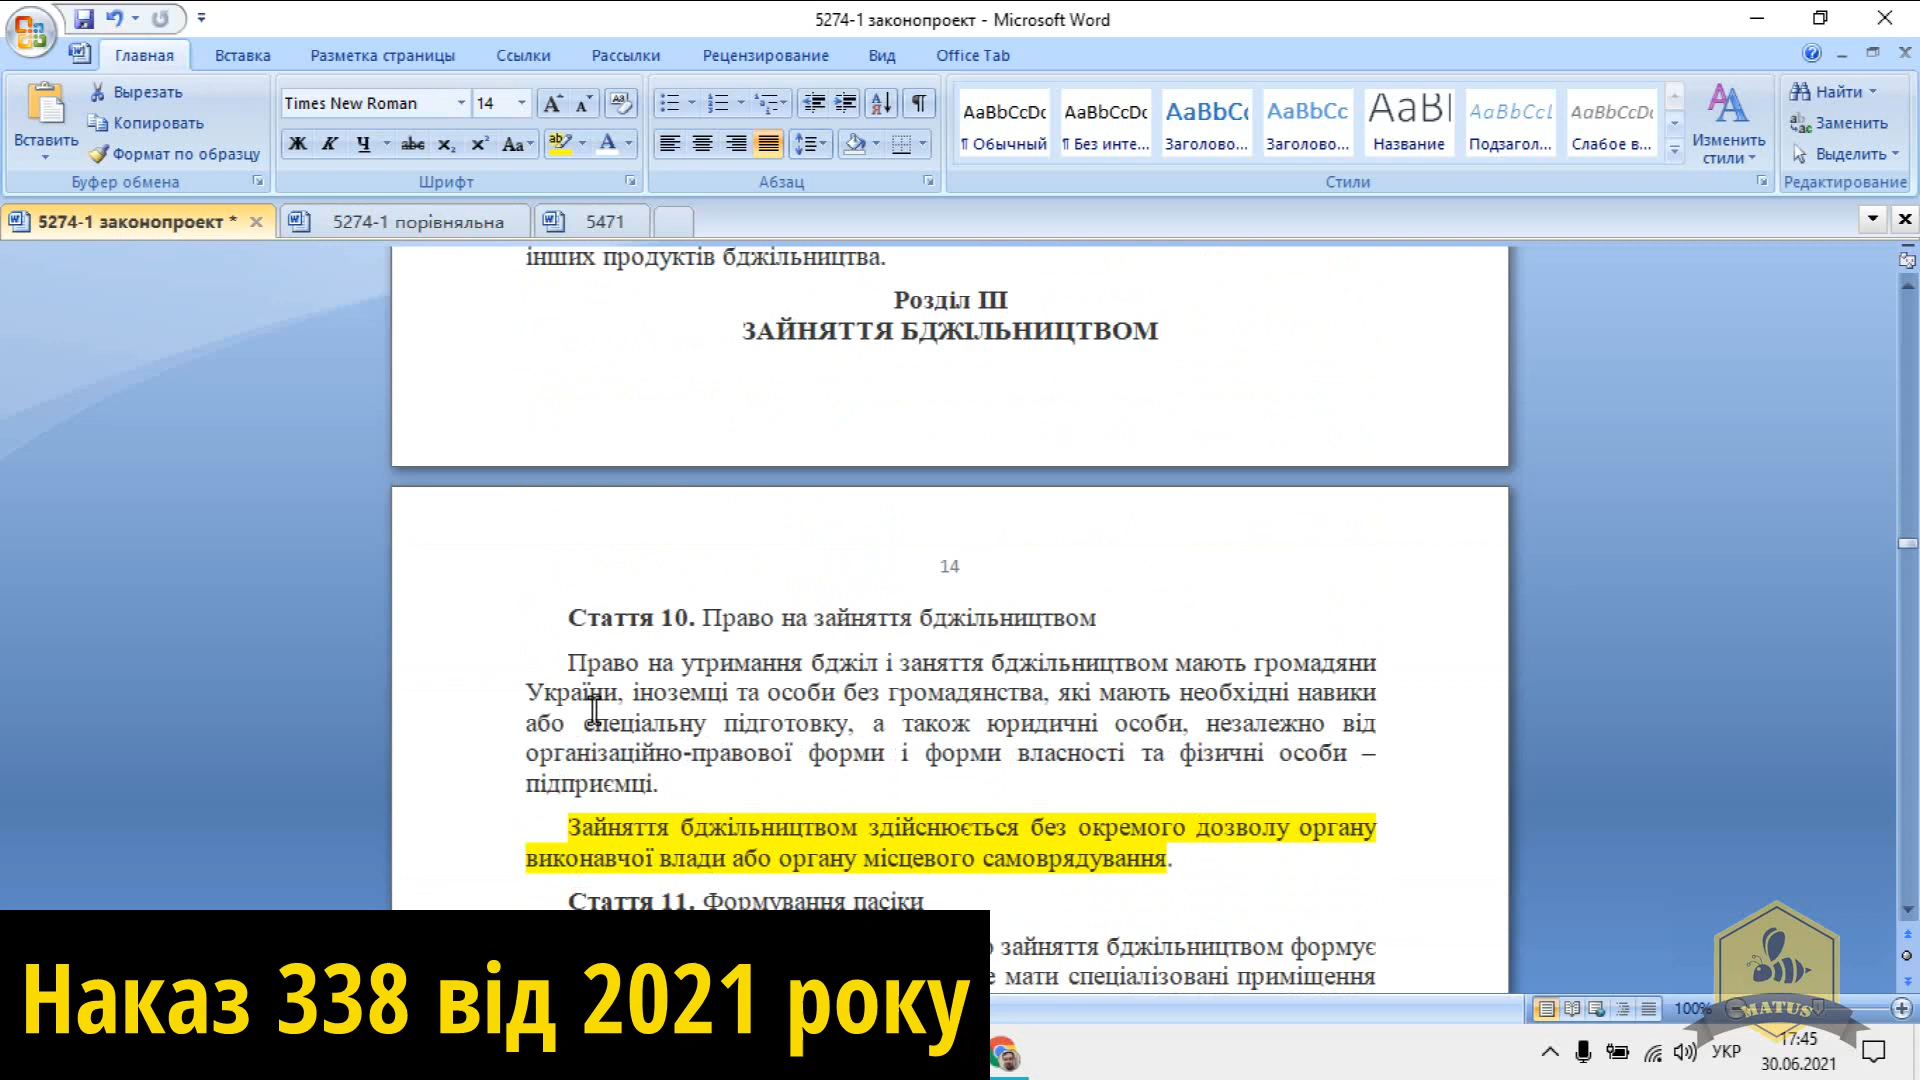 5274-1 законопроект - Microsoft Word
Главная Вставка Разметка страницы Ссылки Рассылки Рецензирование Вид Office Tab
Вставить
Вырезать
Копировать
Формат по образцу
Буфер обмена
Times New Roman 14
Ж К Ч abc x₂ x² Aa
Шрифт
Абзац
AaBbCcDc AaBbCcDc AaBbCc AaBbCc AaBl AaBbCcL AaBbCcDc
¶ Обычный ¶ Без инте... Заголово... Заголово... Название Подзагол... Слабое в...
Изменить
стили
Стили
Найти
Заменить
Выделить
Редактирование
5274-1 законопроект * 5274-1 порівняльна 5471
інших продуктів бджільництва.
Розділ III
ЗАЙНЯТТЯ БДЖІЛЬНИЦТВОМ
14
Стаття 10. Право на зайняття бджільництвом
Право на утримання бджіл і заняття бджільництвом мають громадяни
України, іноземці та особи без громадянства, які мають необхідні навики
або спеціальну підготовку, а також юридичні особи, незалежно від
організаційно-правової форми і форми власності та фізичні особи –
підприємці.
Зайняття бджільництвом здійснюється без окремого дозволу органу
виконавчої влади або органу місцевого самоврядування.
Стаття 11. Формування пасіки
зайняття бджільництвом формує
мати спеціалізовані приміщення
Наказ 338 від 2021 року
100%
MATUS
УКР
17:45
30.06.2021